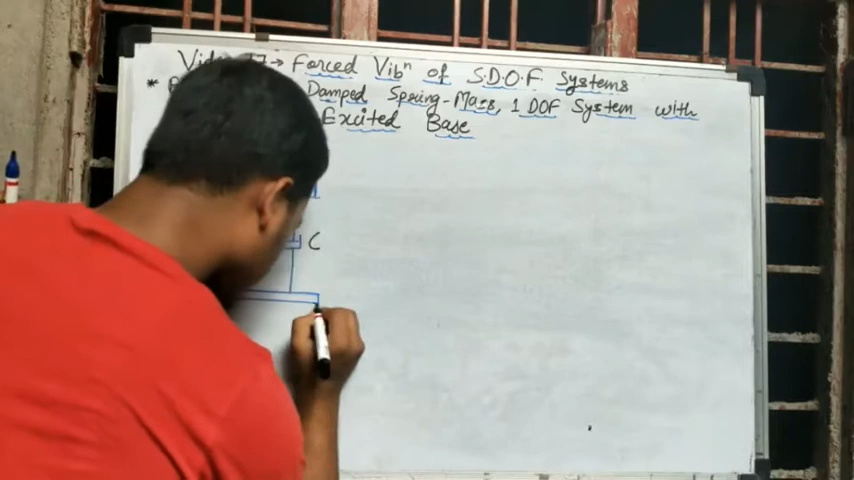 → Forced Vibⁿ of S.D.O.F. Systems
* Damped Spring-Mass, 1 DOF System with
Excited Base
C